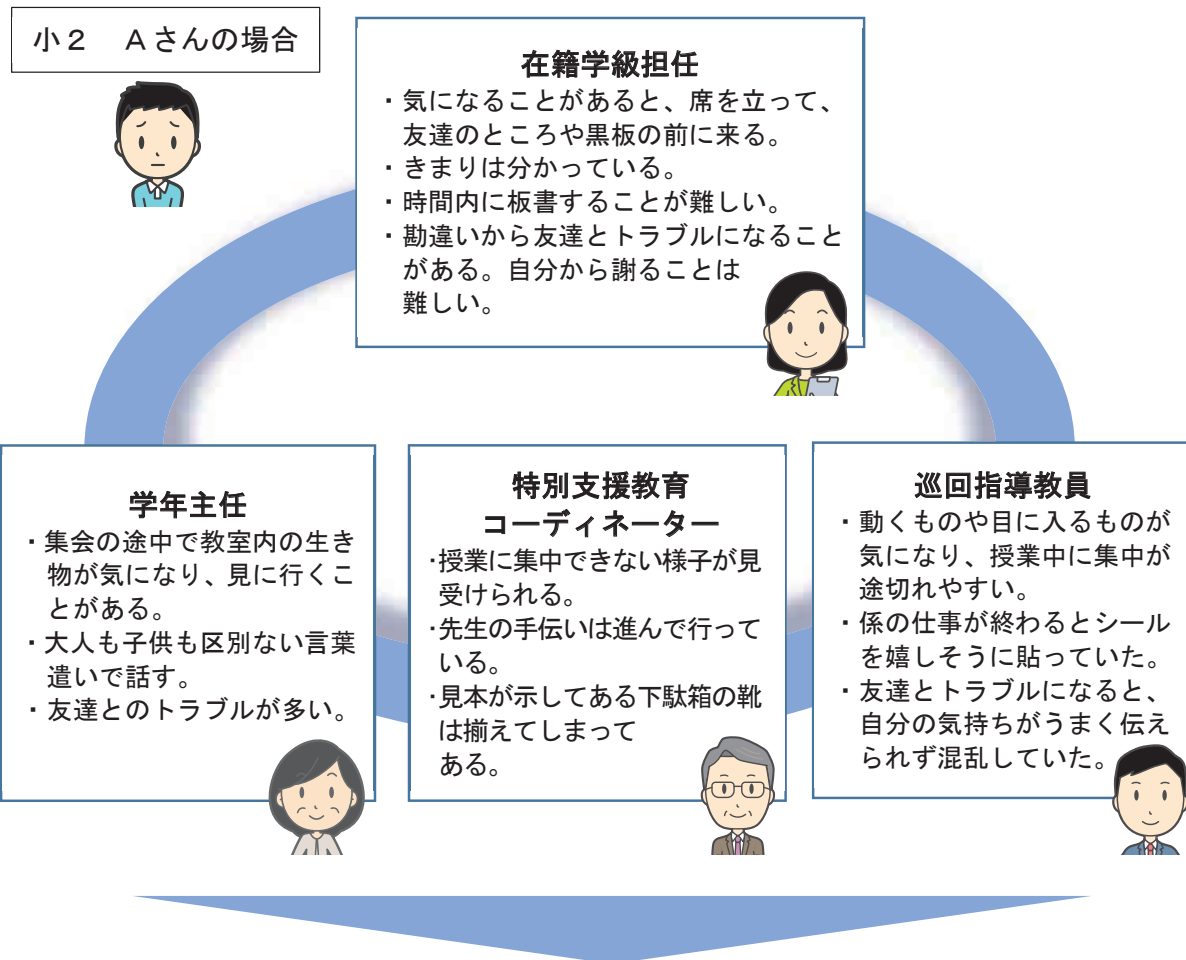 小２　Ａさんの場合
在籍学級担任
・気になることがあると、席を立って、
友達のところや黒板の前に来る。
・きまりは分かっている。
・時間内に板書することが難しい。
・勘違いから友達とトラブルになること
がある。自分から謝ることは
難しい。
学年主任
・集会の途中で教室内の生き
物が気になり、見に行くこ
とがある。
・大人も子供も区別ない言葉
遣いで話す。
・友達とのトラブルが多い。
特別支援教育
コーディネーター
･授業に集中できない様子が見
受けられる。
･先生の手伝いは進んで行って
いる。
･見本が示してある下駄箱の靴
は揃えてしまって
ある。
巡回指導教員
・動くものや目に入るものが
気になり、授業中に集中が
途切れやすい。
・係の仕事が終わるとシール
を嬉しそうに貼っていた。
・友達とトラブルになると、
自分の気持ちがうまく伝え
られず混乱していた。